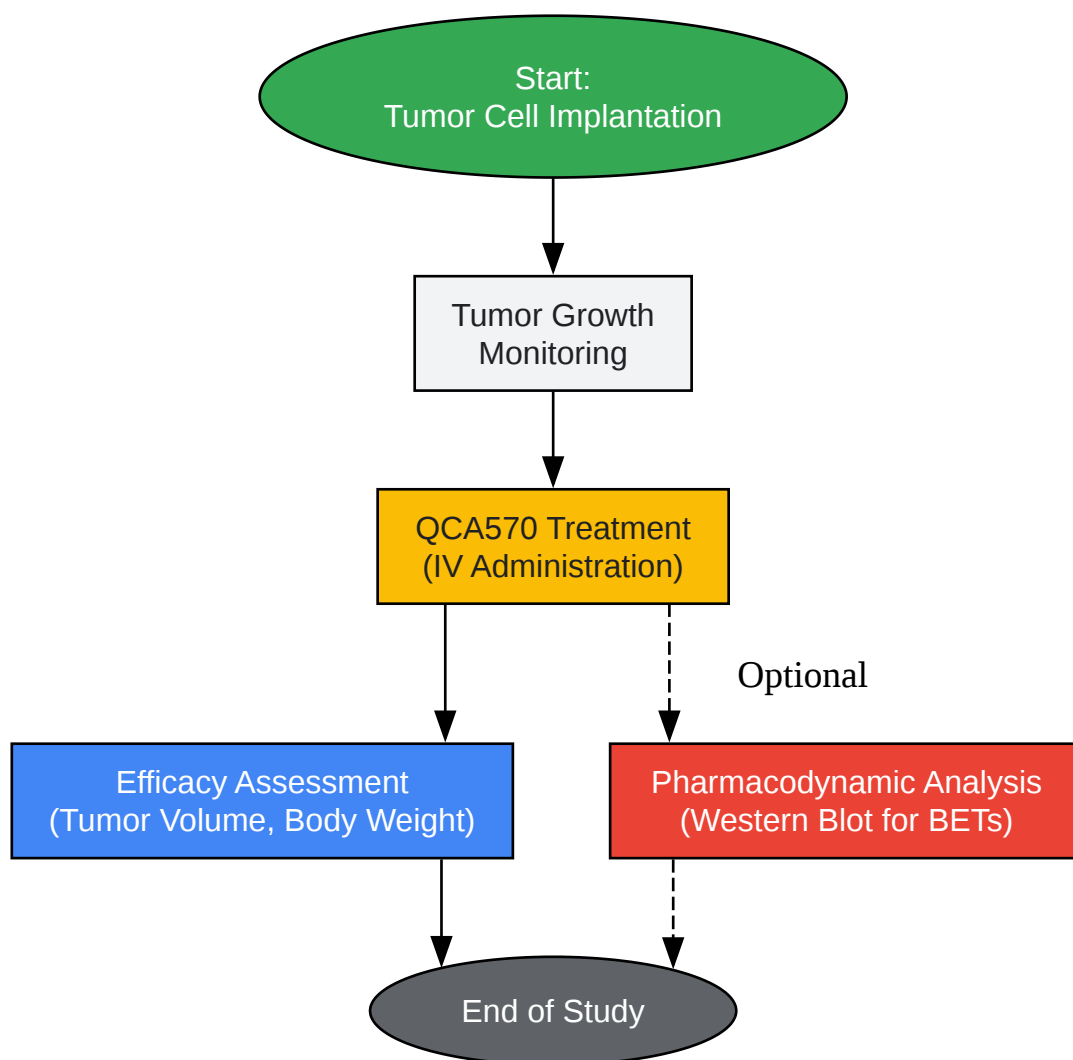 Start:
Tumor Cell Implantation
Tumor Growth
Monitoring
QCA570 Treatment
(IV Administration)
Optional
Efficacy Assessment
(Tumor Volume, Body Weight)
Pharmacodynamic Analysis
(Western Blot for BETs)
End of Study